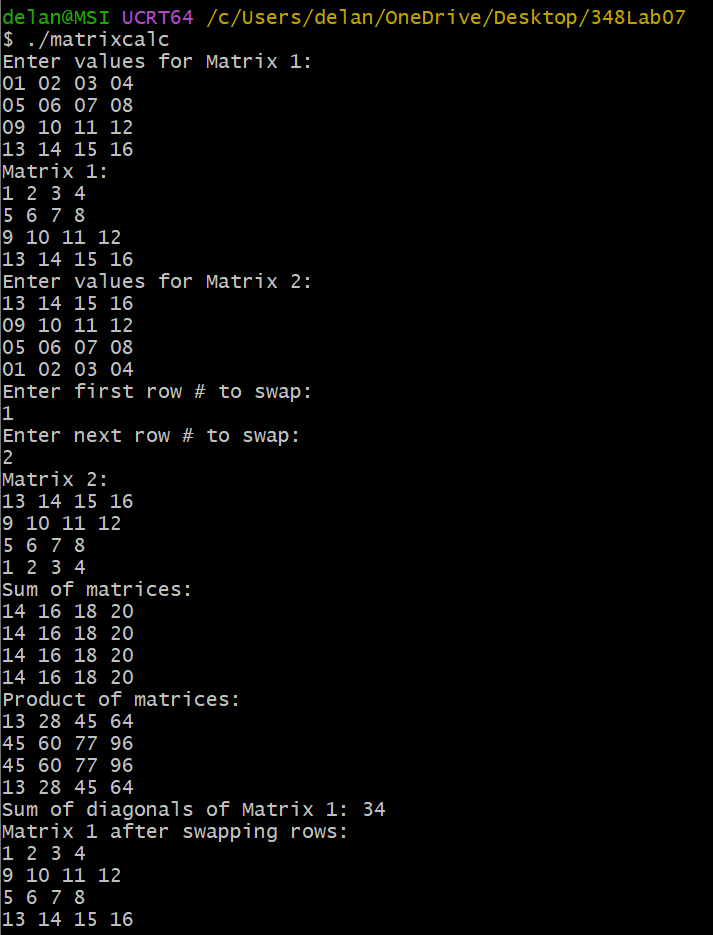 delan@MSI UCRT64 /c/Users/delan/OneDrive/Desktop/348Lab07
$ ./matrixcalc
Enter values for Matrix 1:
01 02 03 04
05 06 07 08
09 10 11 12
13 14 15 16
Matrix 1:
1 2 3 4
5 6 7 8
9 10 11 12
13 14 15 16
Enter values for Matrix 2:
13 14 15 16
09 10 11 12
05 06 07 08
01 02 03 04
Enter first row # to swap:
1
Enter next row # to swap:
2
Matrix 2:
13 14 15 16
9 10 11 12
5 6 7 8
1 2 3 4
Sum of matrices:
14 16 18 20
14 16 18 20
14 16 18 20
14 16 18 20
Product of matrices:
13 28 45 64
45 60 77 96
45 60 77 96
13 28 45 64
Sum of diagonals of Matrix 1: 34
Matrix 1 after swapping rows:
1 2 3 4
9 10 11 12
5 6 7 8
13 14 15 16